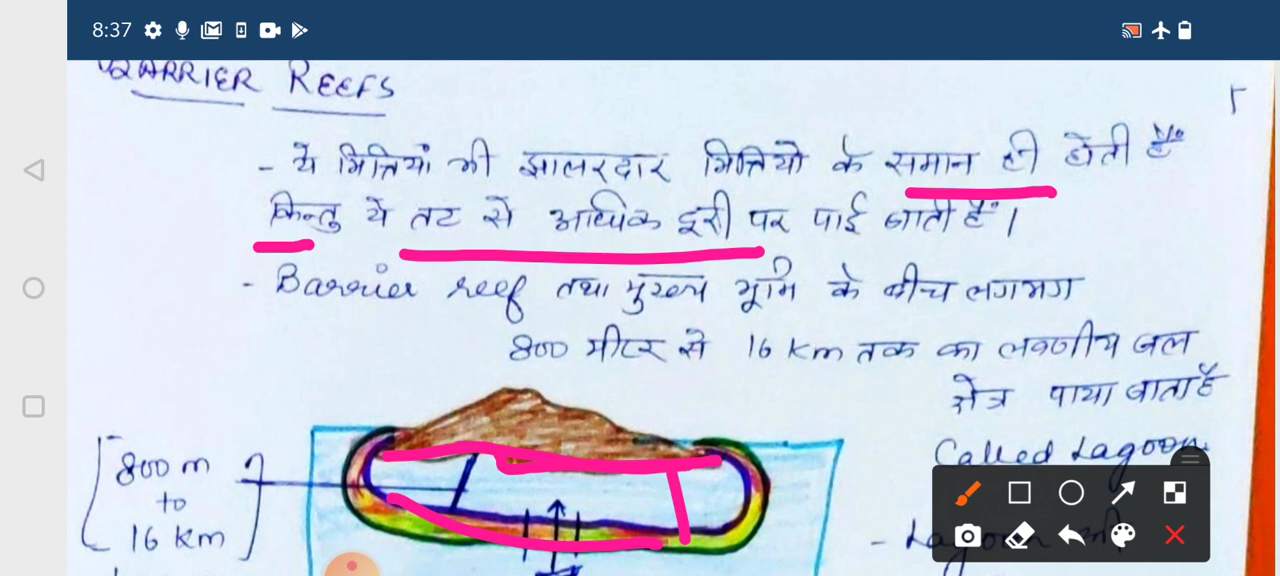 8:37
BARRIER REEFS
- ये भित्तियां भी झालरदार भित्तियो के समान ही होती हैं
किन्तु ये तट से अधिक दूरी पर पाई जाती हैं।
- Barrier reef तथा मुख्य भूमि के बीच लगभग
800 मीटर से 16 Km तक का लवणीय जल
क्षेत्र पाया जाता है
Called Lagoon
800 m
to
16 km
- Lagoon